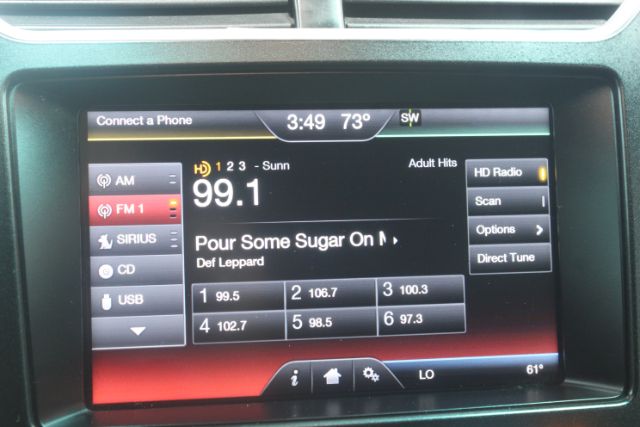 Connect a Phone
3:49 73°
SW
AM
FM 1
SIRIUS
CD
USB
HD 1 2 3 - Sunn
Adult Hits
99.1
Pour Some Sugar On
Def Leppard
1 99.5
2 106.7
3 100.3
4 102.7
5 98.5
6 97.3
HD Radio
Scan
Options
Direct Tune
i
LO
61°